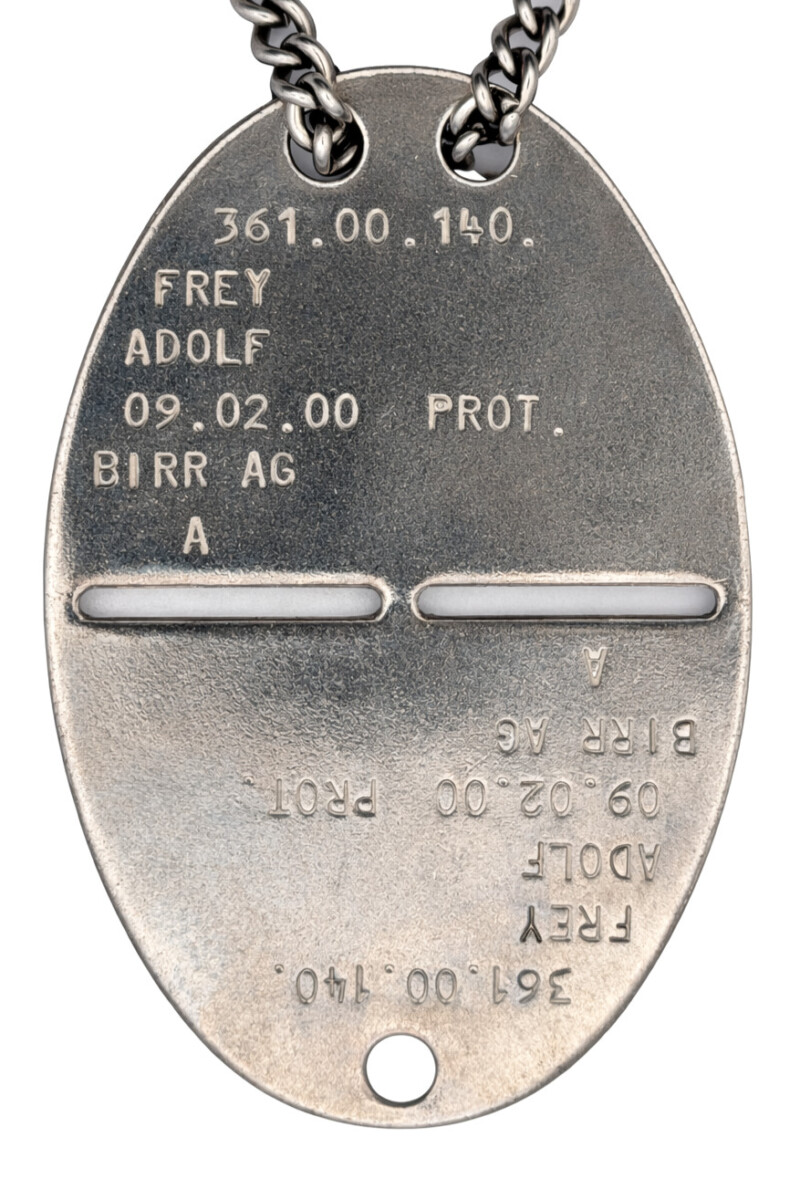 361.00.140.
FREY
ADOLF
09.02.00 PROT.
BIRR AG
A
361.00.140.
FREY
ADOLF
09.02.00 PROT.
BIRR AG
A